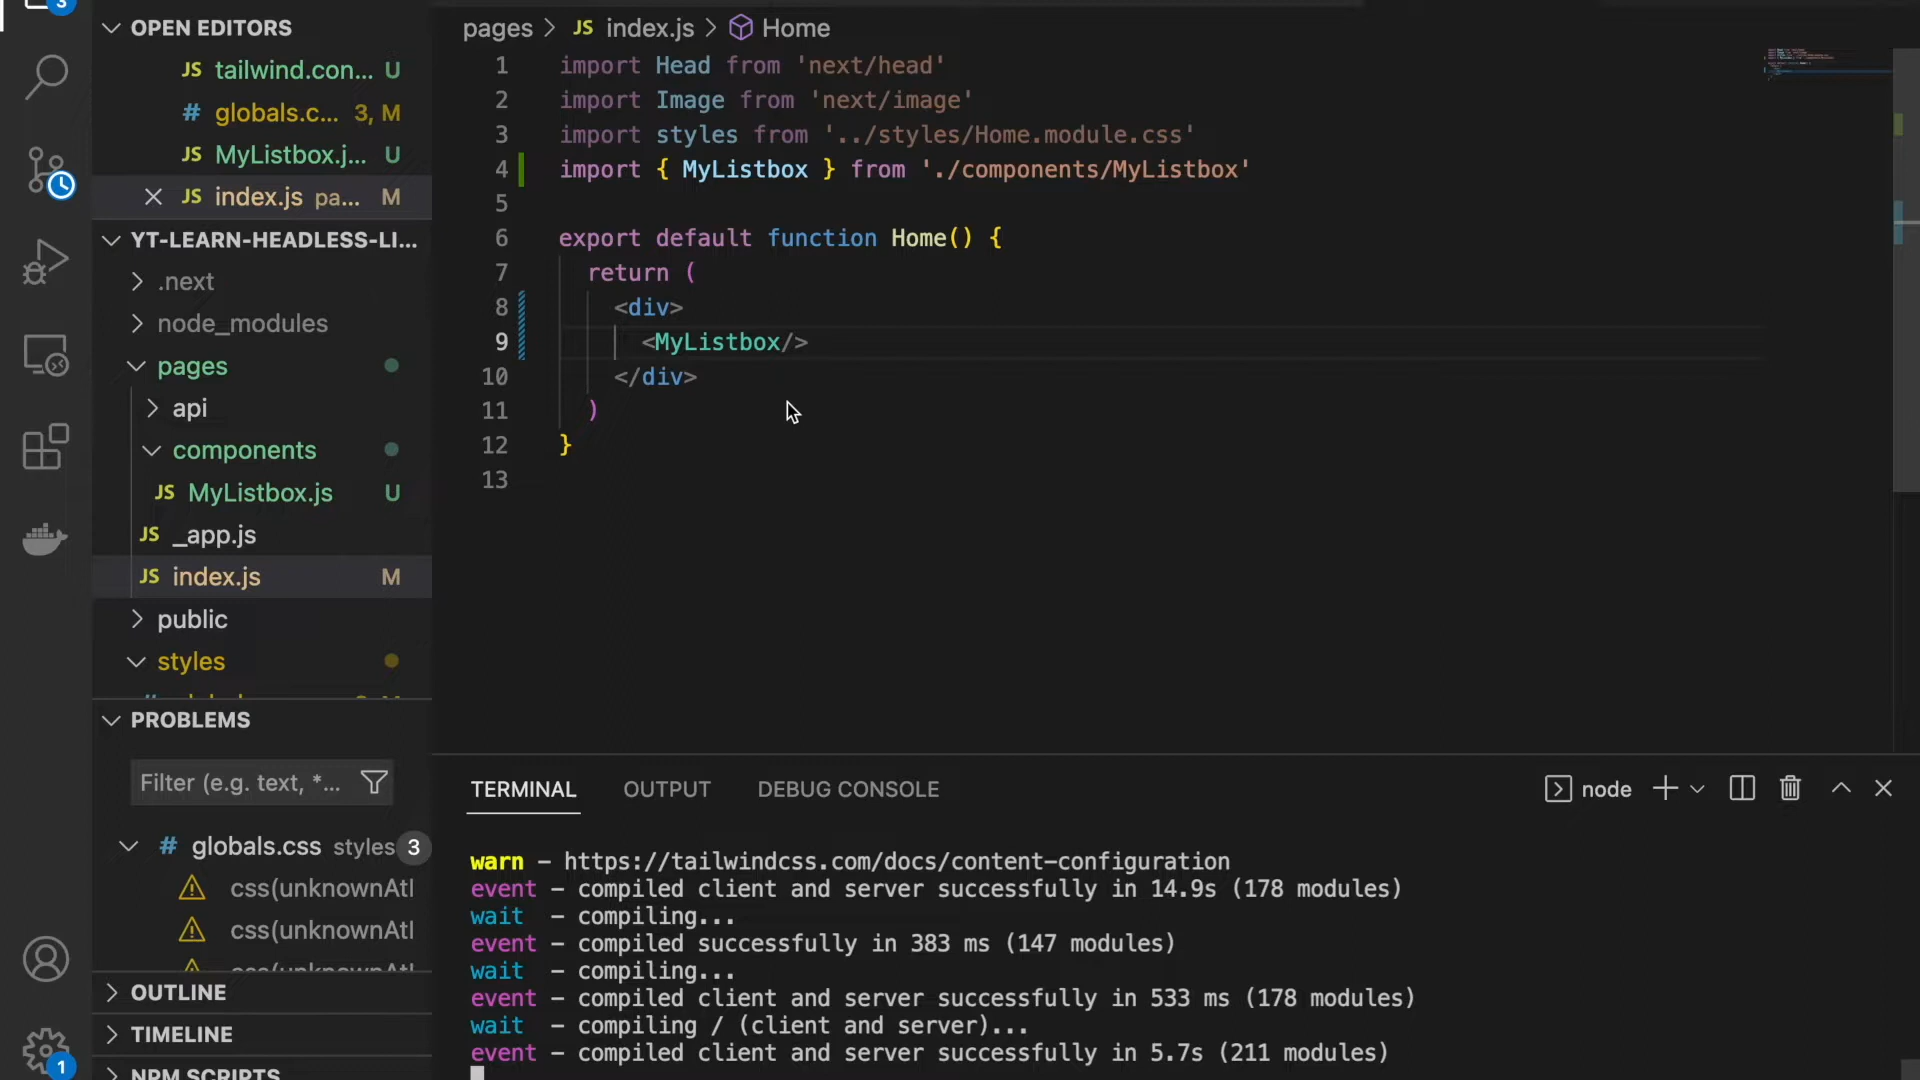 3
OPEN EDITORS
JS tailwind.con... U
# globals.c... 3, M
JS MyListbox.j... U
JS index.js pa... M
YT-LEARN-HEADLESS-LI...
.next
node_modules
pages
api
components
JS MyListbox.js U
JS _app.js
JS index.js M
public
styles
PROBLEMS
Filter (e.g. text, *...
# globals.css styles 3
css(unknownAtl
css(unknownAtl
css(unknownAtl
OUTLINE
TIMELINE
NPM SCRIPTS
1
pages > JS index.js > Home
1 import Head from 'next/head'
2 import Image from 'next/image'
3 import styles from '../styles/Home.module.css'
4 import { MyListbox } from './components/MyListbox'
5
6 export default function Home() {
7 return (
8 <div>
9 <MyListbox/>
10 </div>
11 )
12 }
13
TERMINAL OUTPUT DEBUG CONSOLE node
warn - https://tailwindcss.com/docs/content-configuration
event - compiled client and server successfully in 14.9s (178 modules)
wait - compiling...
event - compiled successfully in 383 ms (147 modules)
wait - compiling...
event - compiled client and server successfully in 533 ms (178 modules)
wait - compiling / (client and server)...
event - compiled client and server successfully in 5.7s (211 modules)